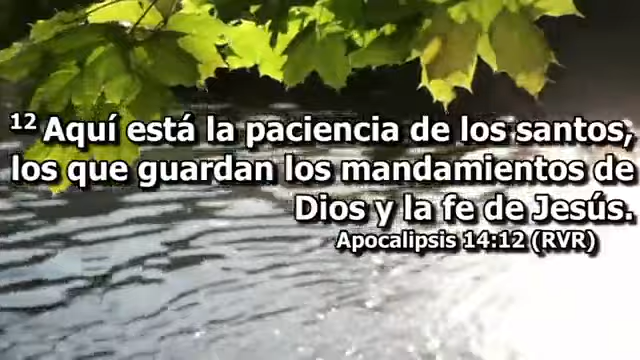 12 Aquí está la paciencia de los santos,
los que guardan los mandamientos de
Dios y la fe de Jesús.
Apocalipsis 14:12 (RVR)